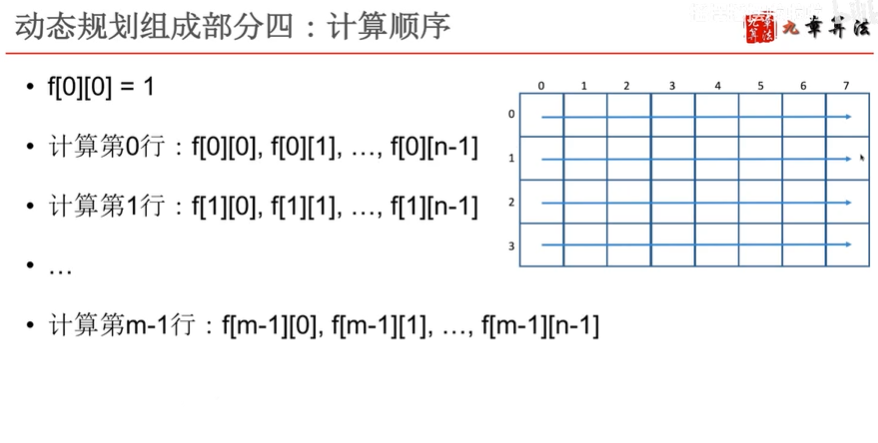 动态规划组成部分四：计算顺序
九章算法
• f[0][0] = 1
• 计算第0行：f[0][0], f[0][1], …, f[0][n-1]
• 计算第1行：f[1][0], f[1][1], …, f[1][n-1]
• …
• 计算第m-1行：f[m-1][0], f[m-1][1], …, f[m-1][n-1]
0 1 2 3 4 5 6 7
0
1
2
3